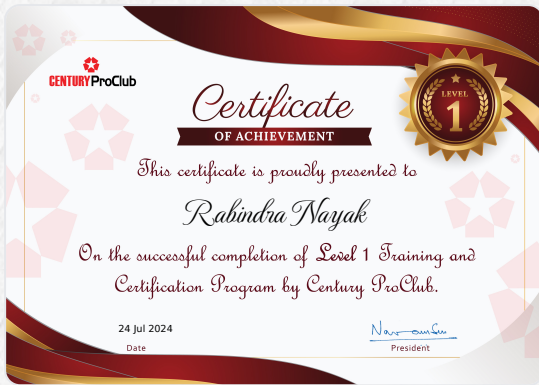 CENTURY ProClub
LEVEL
1
Certificate
OF ACHIEVEMENT
This certificate is proudly presented to
Rabindra Nayak
On the successful completion of Level 1 Training and
Certification Program by Century ProClub.
24 Jul 2024
Date
President